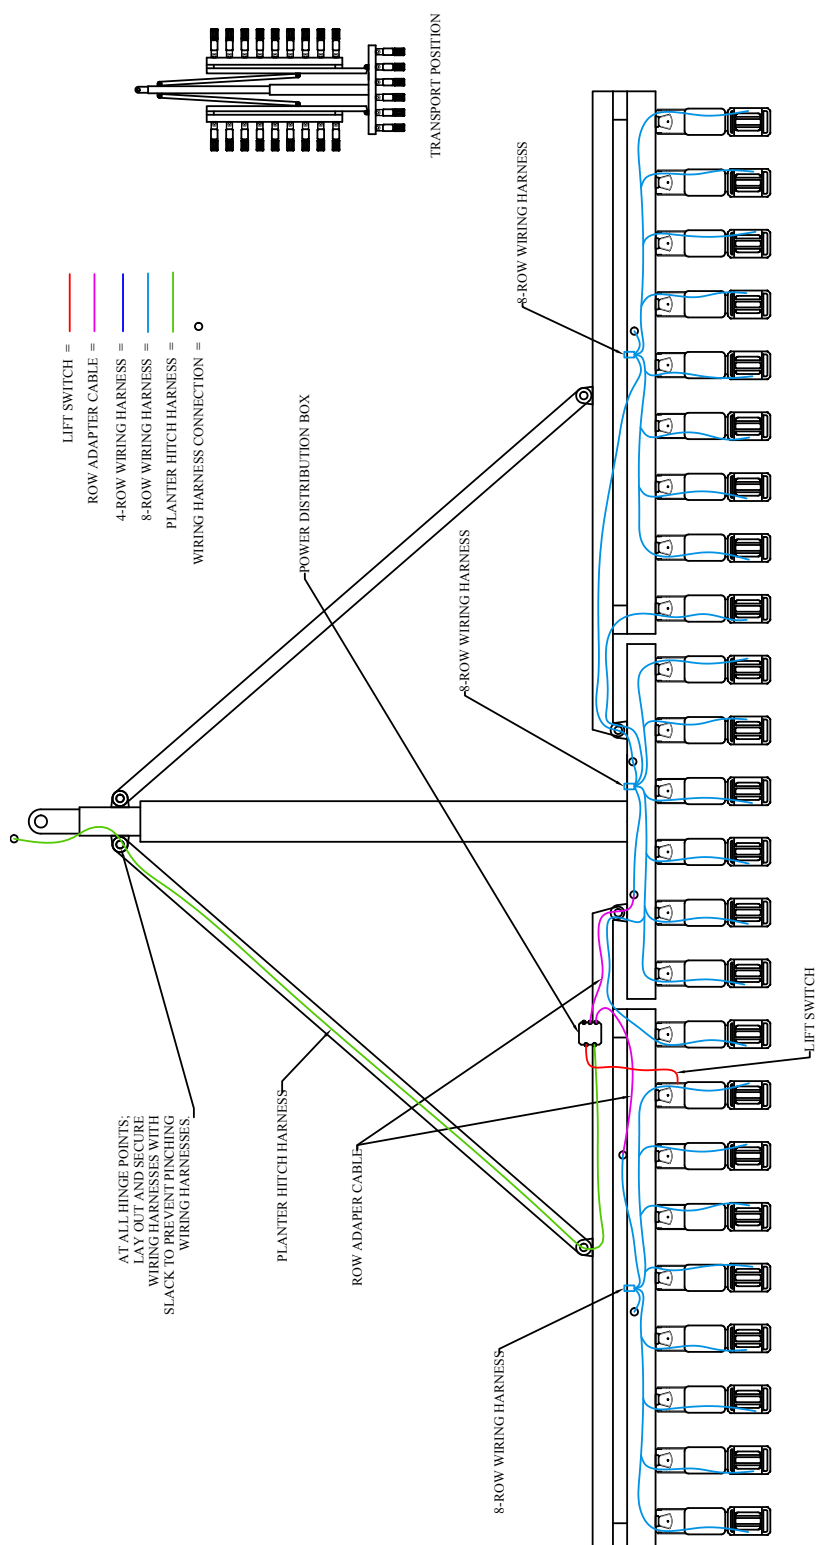 TRANSPORT POSITION
LIFT SWITCH =
ROW ADAPTER CABLE =
4-ROW WIRING HARNESS =
8-ROW WIRING HARNESS =
PLANTER HITCH HARNESS =
WIRING HARNESS CONNECTION =
8-ROW WIRING HARNESS
POWER DISTRIBUTION BOX
8-ROW WIRING HARNESS
AT ALL HINGE POINTS;
LAY OUT AND SECURE
WIRING HARNESSES WITH
SLACK TO PREVENT PINCHING
WIRING HARNESSES.
PLANTER HITCH HARNESS
ROW ADAPER CABLE
8-ROW WIRING HARNESS
LIFT SWITCH